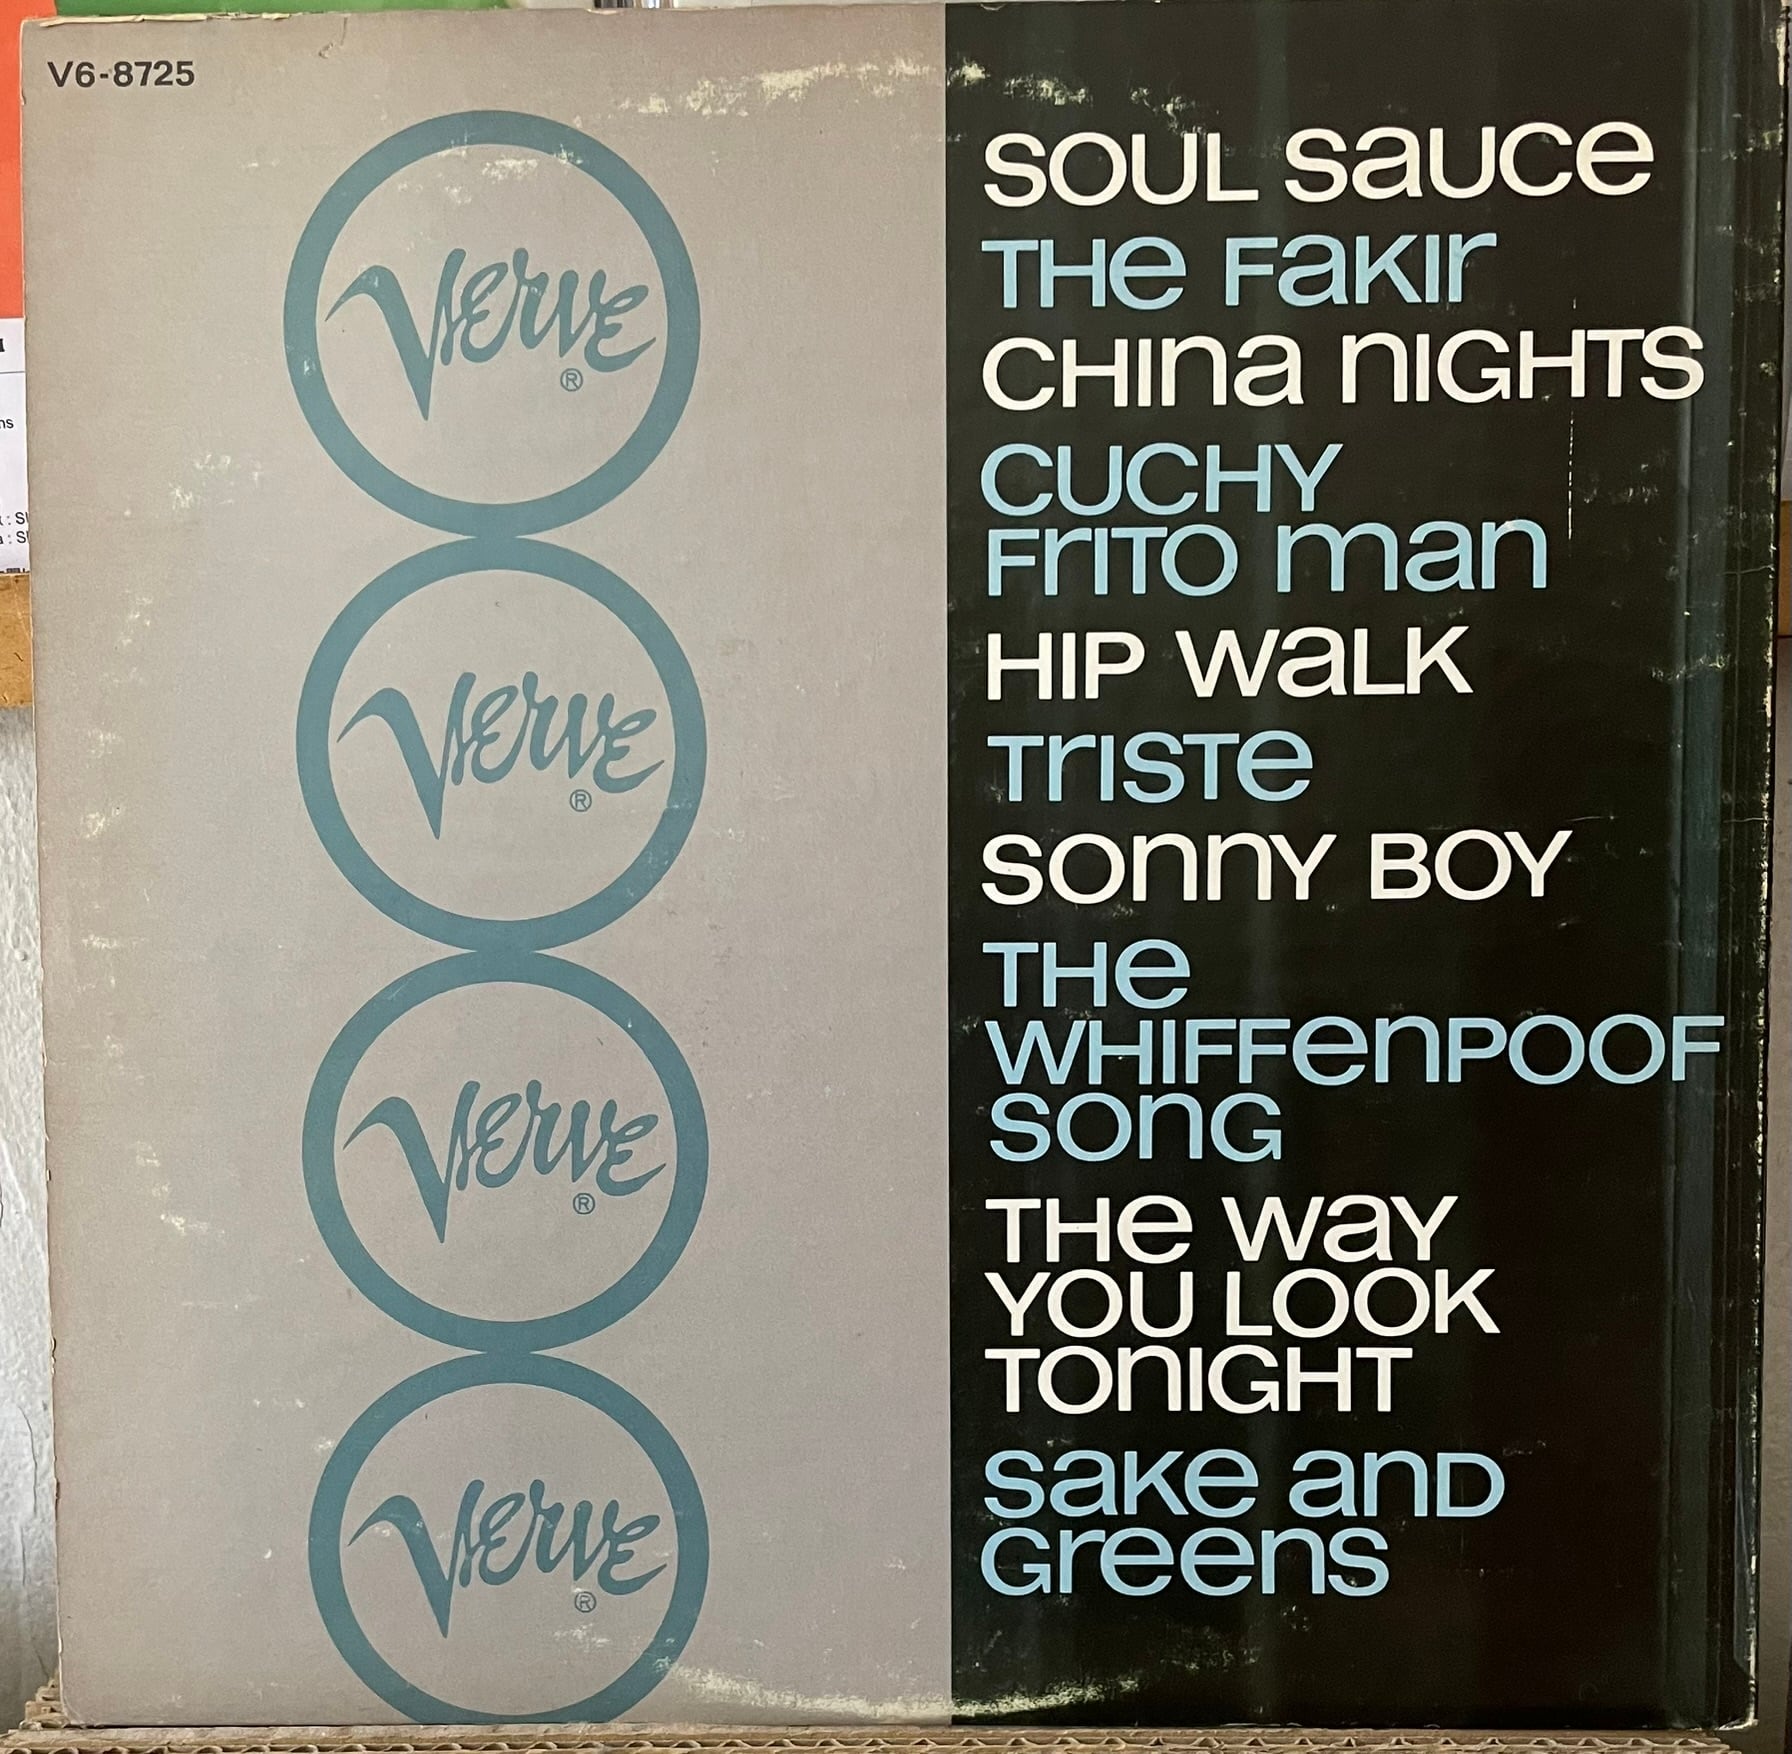 V6-8725
Verve
®
Verve
®
Verve
®
Verve
®
SOUL SAUCE
THE FAKIR
CHINA NIGHTS
CUCHY
FRITO MAN
HIP WALK
TRISTE
SONNY BOY
THE
WHIFFENPOOF
SONG
THE WAY
YOU LOOK
TONIGHT
SAKE AND
GREENS